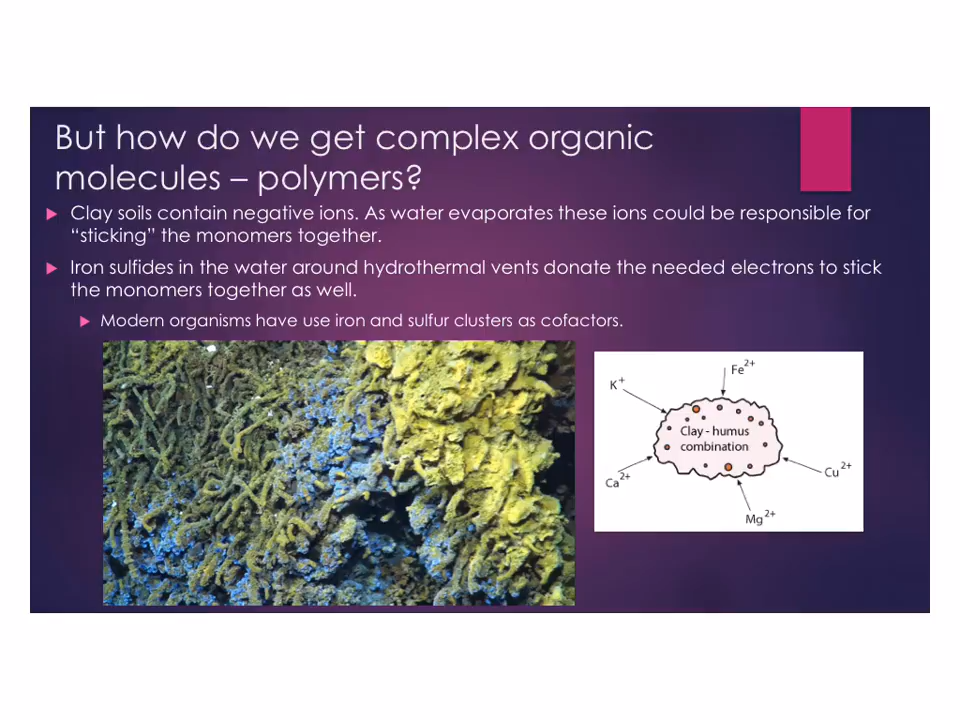 But how do we get complex organic
molecules – polymers?
Clay soils contain negative ions. As water evaporates these ions could be responsible for
“sticking” the monomers together.
Iron sulfides in the water around hydrothermal vents donate the needed electrons to stick
the monomers together as well.
Modern organisms have use iron and sulfur clusters as cofactors.
Fe2+
K+
Clay - humus
combination
Ca2+
Cu2+
Mg2+